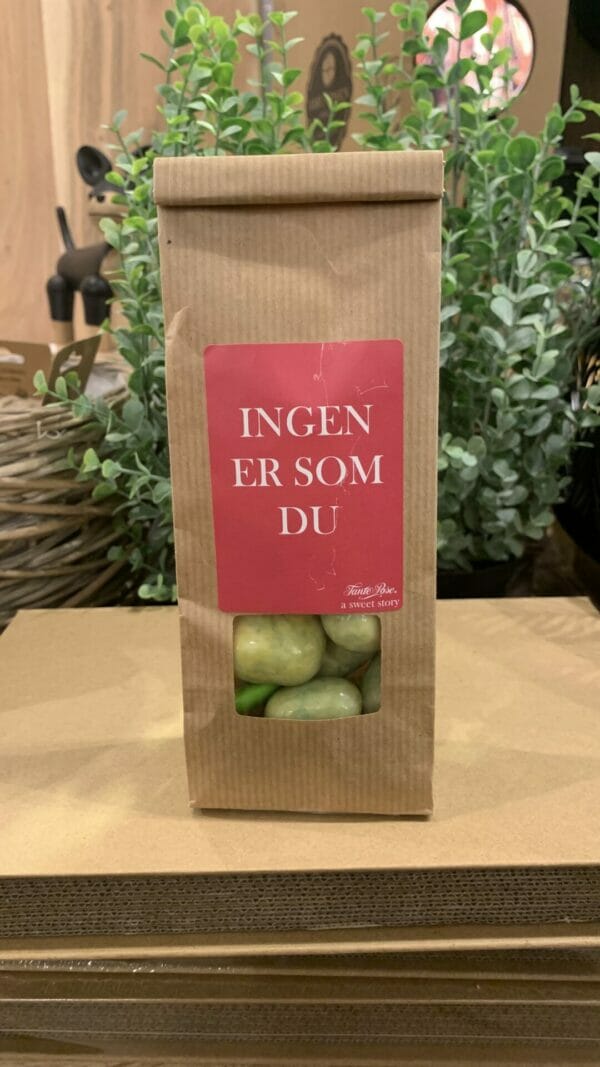 INGEN
ER SOM
DU
Tante Rose.
a sweet story